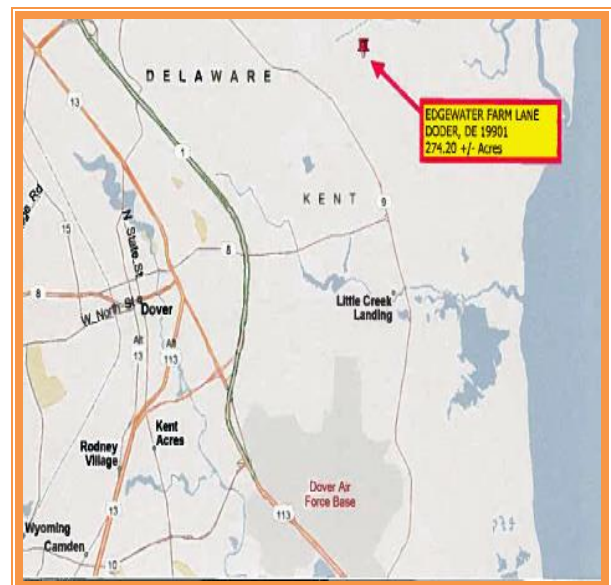 DELAWARE
EDGEWATER FARM LANE
DODER, DE 19901
274.20 +/- Acres
13
1
KENT
9
15
N State St
8
8
W North St
Dover
Little Creek
Landing
Alt
13
Alt
113
Kent
Acres
Rodney
Village
Dover Air
Force Base
113
13
Wyoming
Camden
10